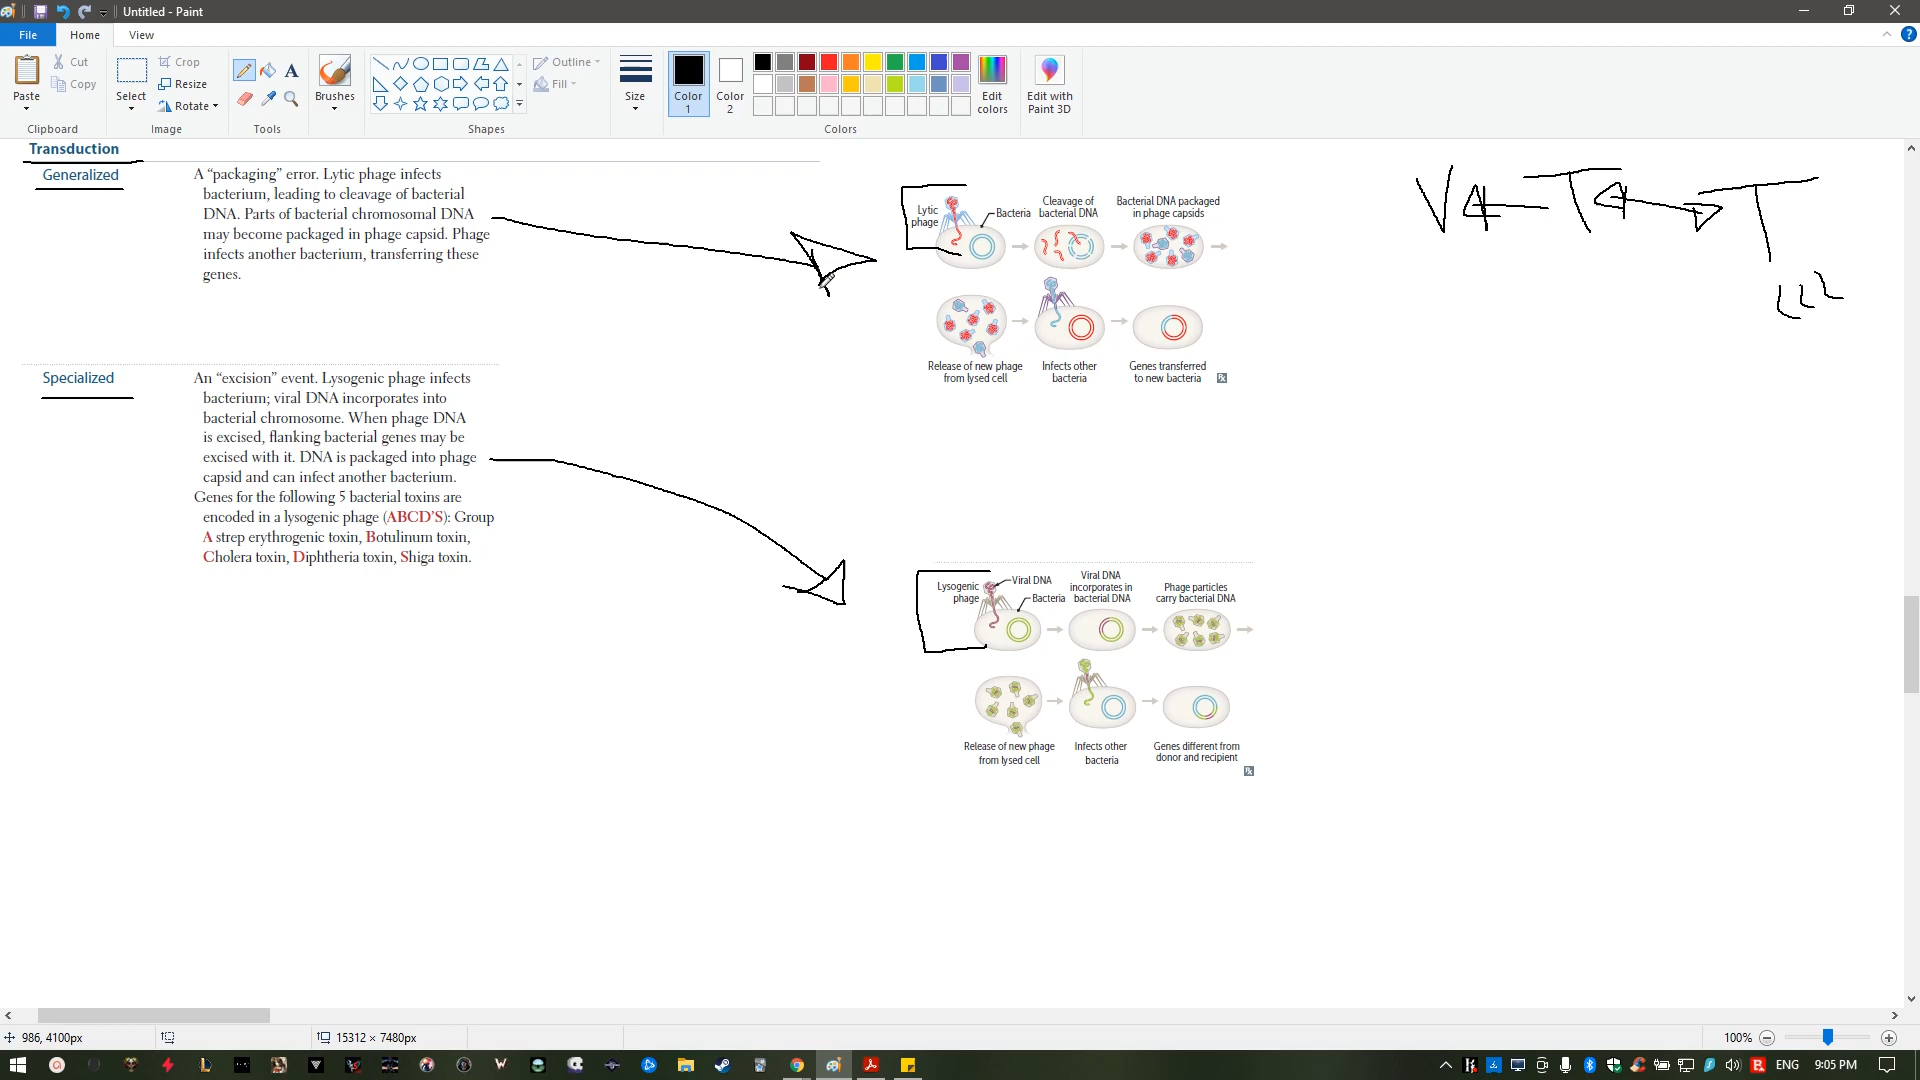 Untitled - Paint
File
Home
View
Paste
Cut
Copy
Clipboard
Select
Crop
Resize
Rotate
Image
Tools
Brushes
Shapes
Outline
Fill
Size
Color 1
Color 2
Edit colors
Edit with Paint 3D
Colors
Transduction
Generalized
A “packaging” error. Lytic phage infects
bacterium, leading to cleavage of bacterial
DNA. Parts of bacterial chromosomal DNA
may become packaged in phage capsid. Phage
infects another bacterium, transferring these
genes.
Lytic
phage
Bacteria
Cleavage of
bacterial DNA
Bacterial DNA packaged
in phage capsids
Release of new phage
from lysed cell
Infects other
bacteria
Genes transferred
to new bacteria
V T T
Specialized
An “excision” event. Lysogenic phage infects
bacterium; viral DNA incorporates into
bacterial chromosome. When phage DNA
is excised, flanking bacterial genes may be
excised with it. DNA is packaged into phage
capsid and can infect another bacterium.
Genes for the following 5 bacterial toxins are
encoded in a lysogenic phage (ABCD’S): Group
A strep erythrogenic toxin, Botulinum toxin,
Cholera toxin, Diphtheria toxin, Shiga toxin.
Lysogenic
phage
Viral DNA
Bacteria
Viral DNA
incorporates in
bacterial DNA
Phage particles
carry bacterial DNA
Release of new phage
from lysed cell
Infects other
bacteria
Genes different from
donor and recipient
986, 4100px
15312 × 7480px
100%
ENG
9:05 PM